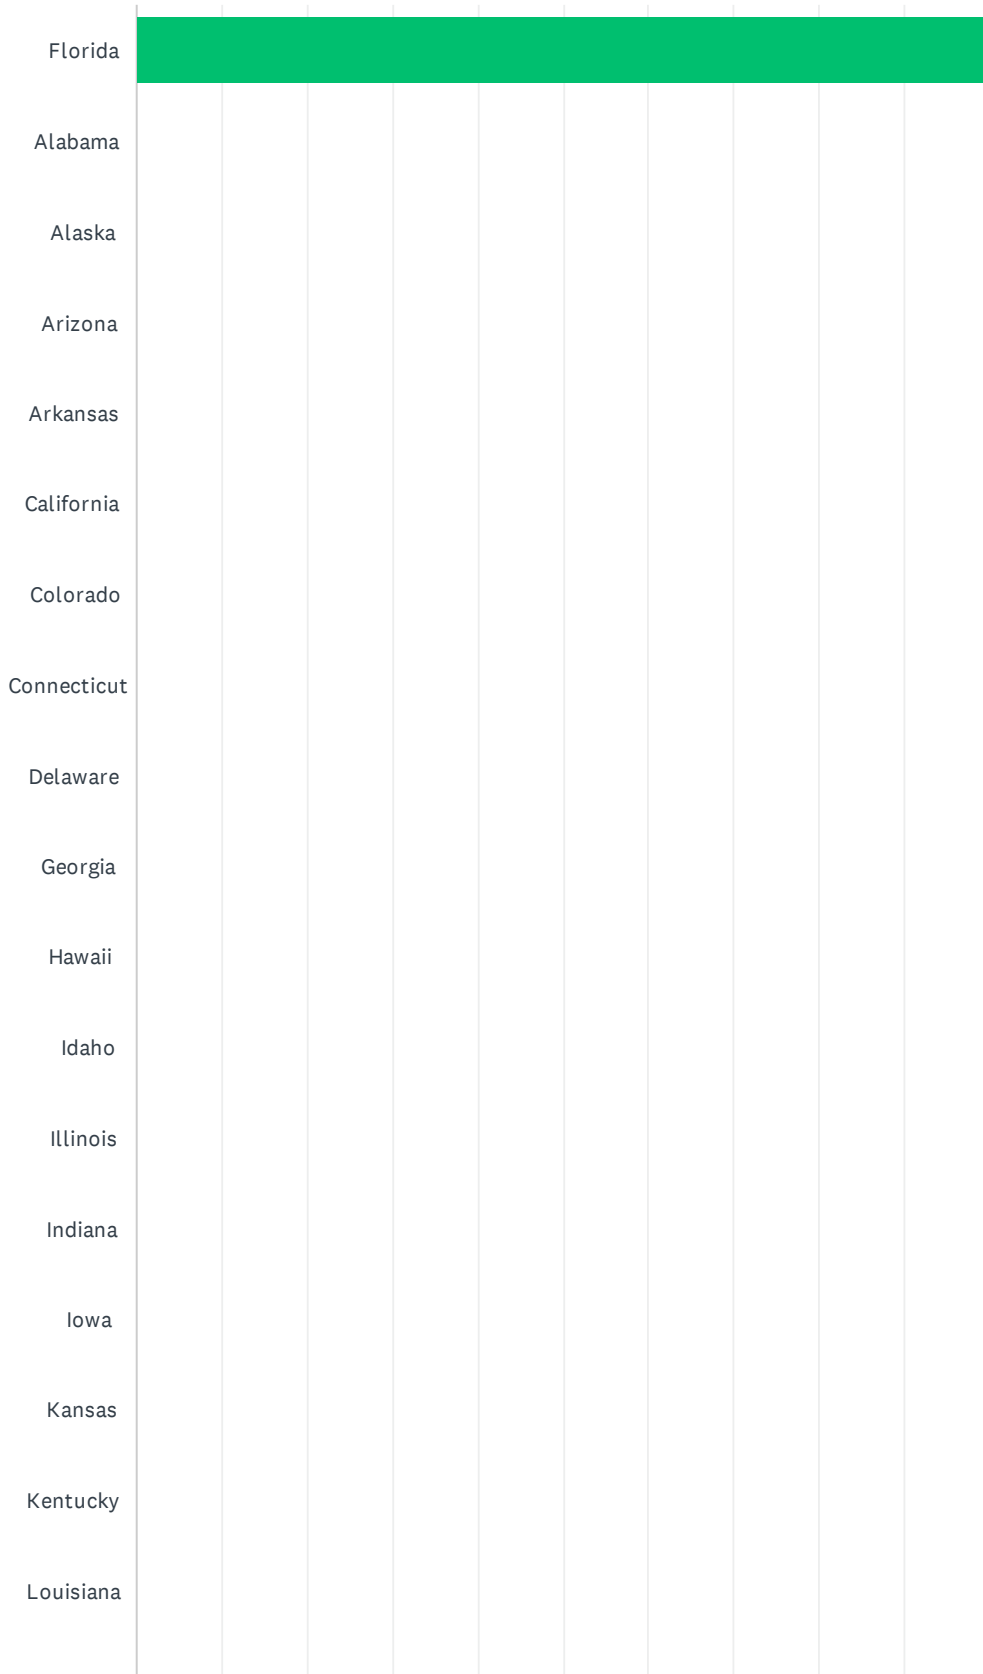 Florida
Alabama
Alaska
Arizona
Arkansas
California
Colorado
Connecticut
Delaware
Georgia
Hawaii
Idaho
Illinois
Indiana
Iowa
Kansas
Kentucky
Louisiana